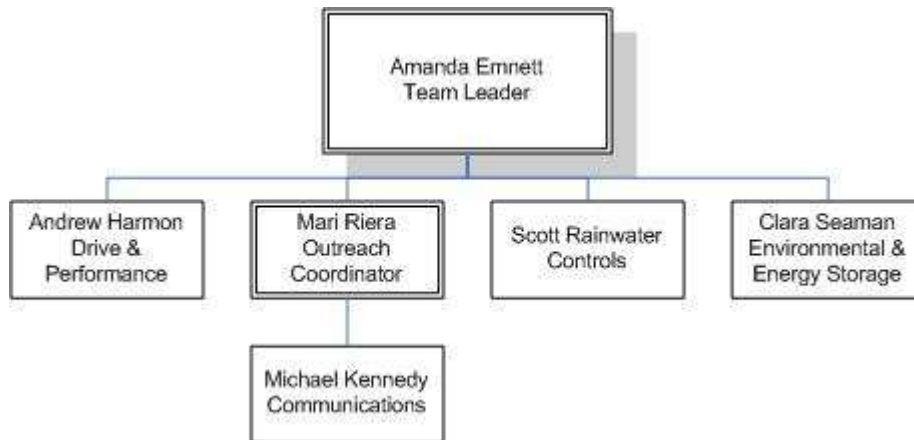 Amanda Emnett
Team Leader
Andrew Harmon
Drive &
Performance
Mari Riera
Outreach
Coordinator
Scott Rainwater
Controls
Clara Seaman
Environmental &
Energy Storage
Michael Kennedy
Communications